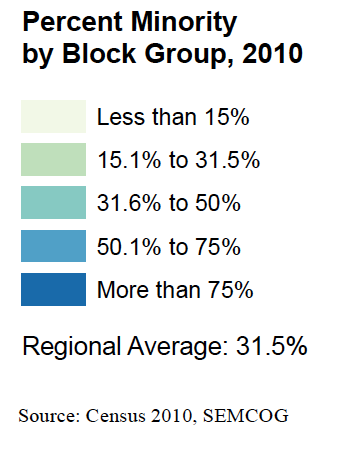 Percent Minority
by Block Group, 2010
Less than 15%
15.1% to 31.5%
31.6% to 50%
50.1% to 75%
More than 75%
Regional Average: 31.5%
Source: Census 2010, SEMCOG